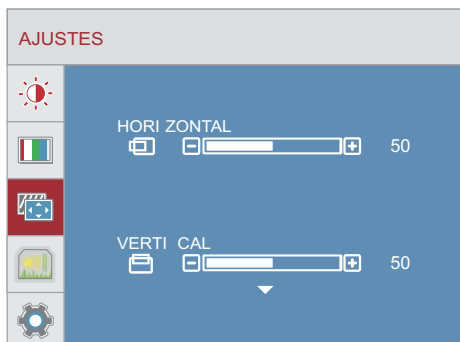 AJUSTES
HORI ZONTAL
50
VERTI CAL
50